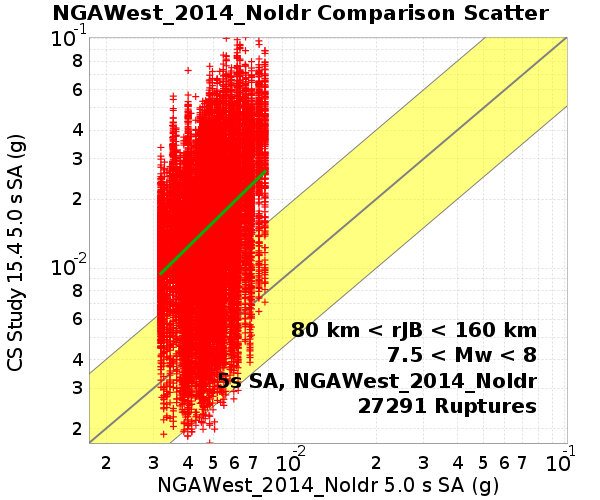 NGAWest_2014_NoIdr Comparison Scatter
10-1
8
6
4
3
2
10-2
8
6
4
3
2
CS Study 15.4 5.0 s SA (g)
80 km < rJB < 160 km
7.5 < Mw < 8
5s SA, NGAWest_2014_NoIdr
27291 Ruptures
2 3 4 5 6 7 10-2 2 3 4 5 6 7 10-1
NGAWest_2014_NoIdr 5.0 s SA (g)